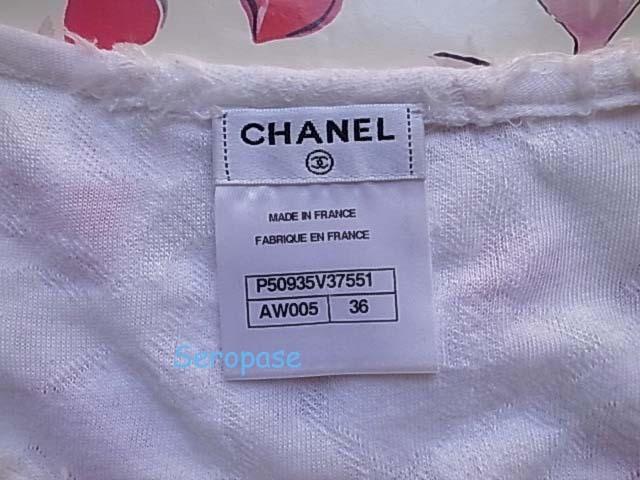 CHANEL
MADE IN FRANCE
FABRIQUE EN FRANCE
P50935V37551
AW005 36
Seropase